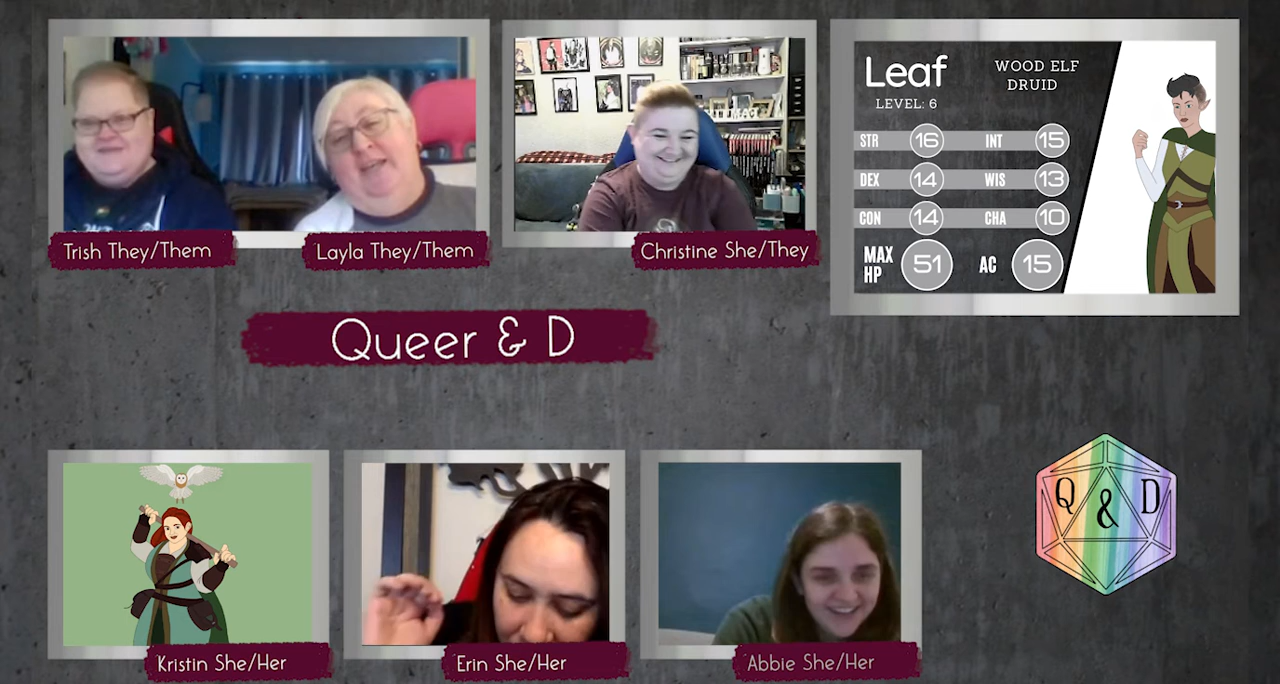 Leaf
LEVEL: 6
WOOD ELF
DRUID
STR 16 INT 15
DEX 14 WIS 13
CON 14 CHA 10
MAX HP 51 AC 15
Trish They/Them
Layla They/Them
Christine She/They
Queer & D
Q & D
Kristin She/Her
Erin She/Her
Abbie She/Her